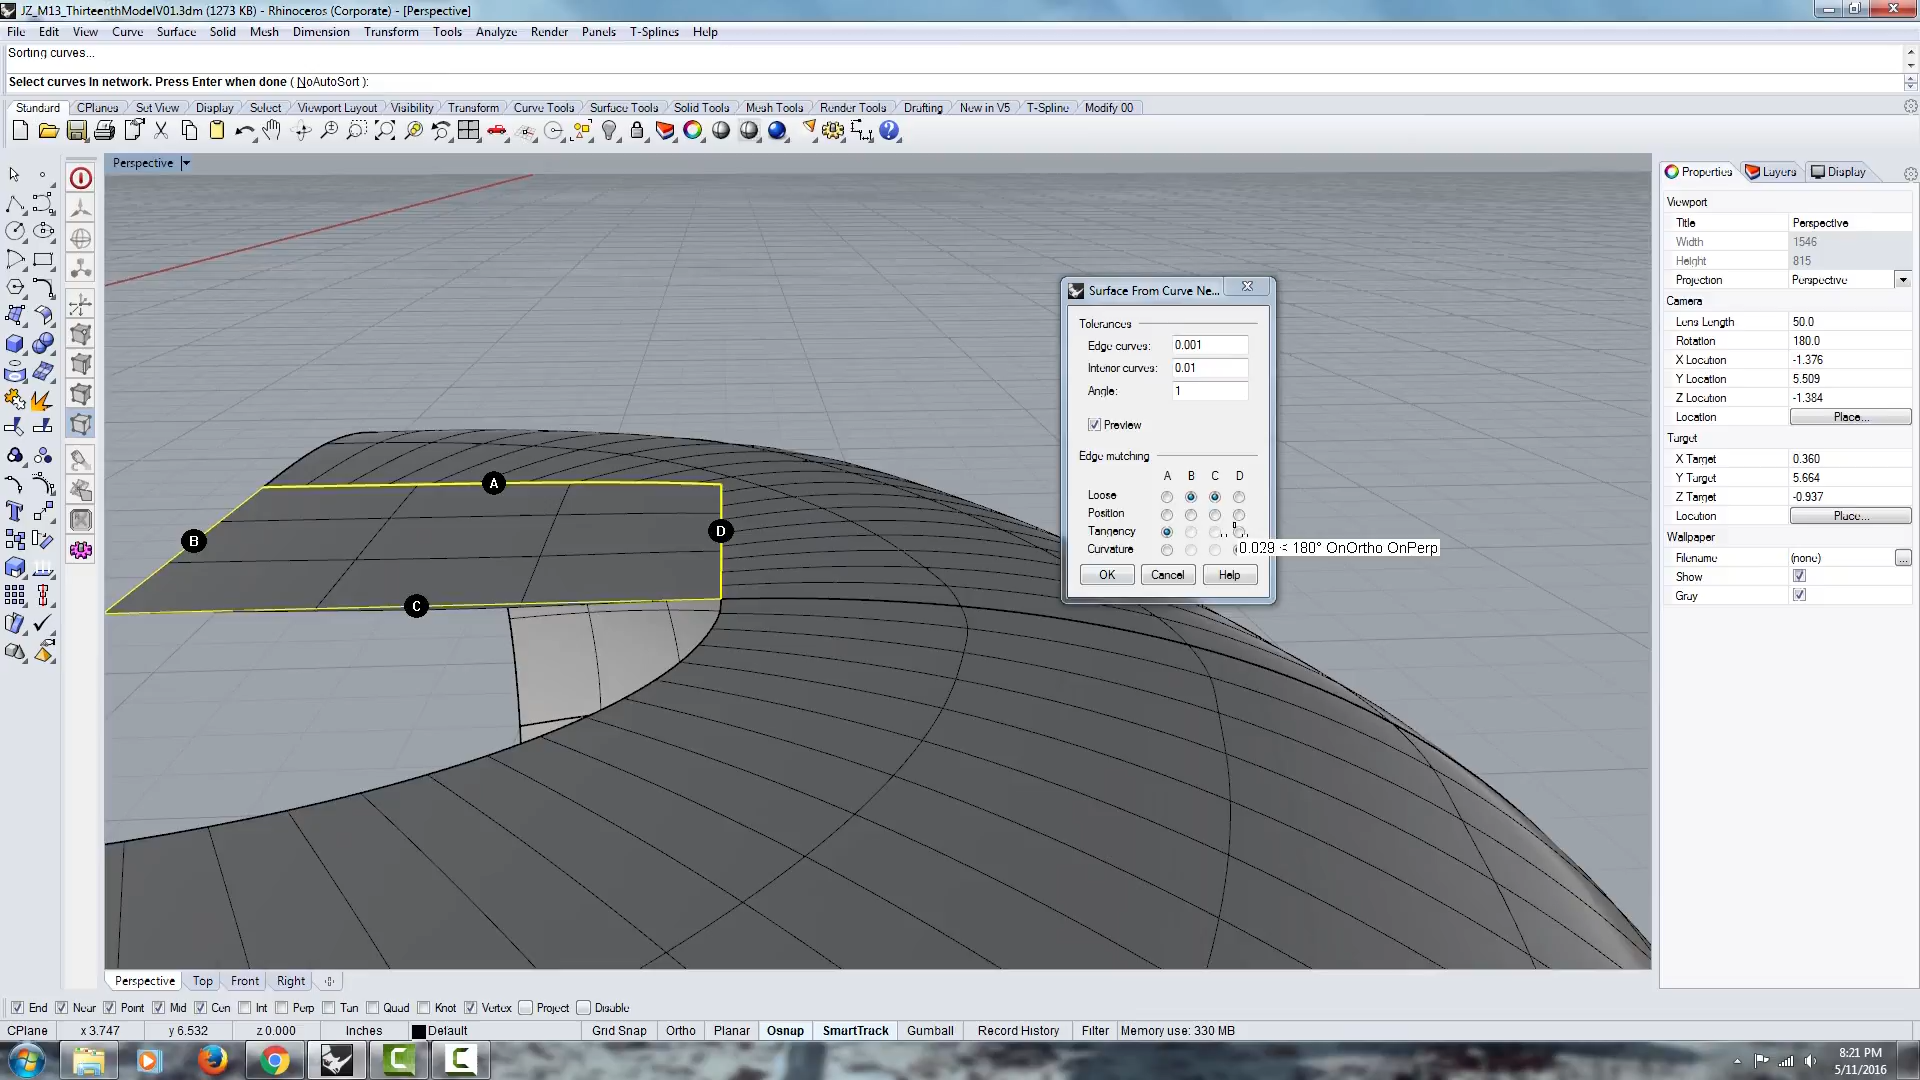 JZ_M13_ThirteenthModelV01.3dm (1273 KB) - Rhinoceros (Corporate) - [Perspective]
File Edit View Curve Surface Solid Mesh Dimension Transform Tools Analyze Render Panels T-Splines Help
Sorting curves...
Select curves in network. Press Enter when done ( NoAutoSort ):
Standard CPlanes Set View Display Select Viewport Layout Visibility Transform Curve Tools Surface Tools Solid Tools Mesh Tools Render Tools Drafting New in V5 T-Spline Modify 00
Perspective
Properties Layers Display
Viewport
Title Perspective
Width 1546
Height 815
Projection Perspective
Camera
Lens Length 50.0
Rotation 180.0
X Location -1.376
Y Location 5.509
Z Location -1.384
Location Place...
Target
X Target 0.360
Y Target 5.664
Z Target -0.937
Location Place...
Wallpaper
Filename (none) ...
Show
Gray
Surface From Curve Ne...
Tolerances
Edge curves: 0.001
Interior curves: 0.01
Angle: 1
Preview
Edge matching
A B C D
Loose
Position
Tangency
Curvature
0.029 < 180° OnOrtho OnPerp
OK Cancel Help
A
B
D
C
Perspective Top Front Right
End Near Point Mid Cen Int Perp Tan Quad Knot Vertex Project Disable
CPlane x 3.747 y 6.532 z 0.000 Inches Default Grid Snap Ortho Planar Osnap SmartTrack Gumball Record History Filter Memory use: 330 MB
8:21 PM
5/11/2016